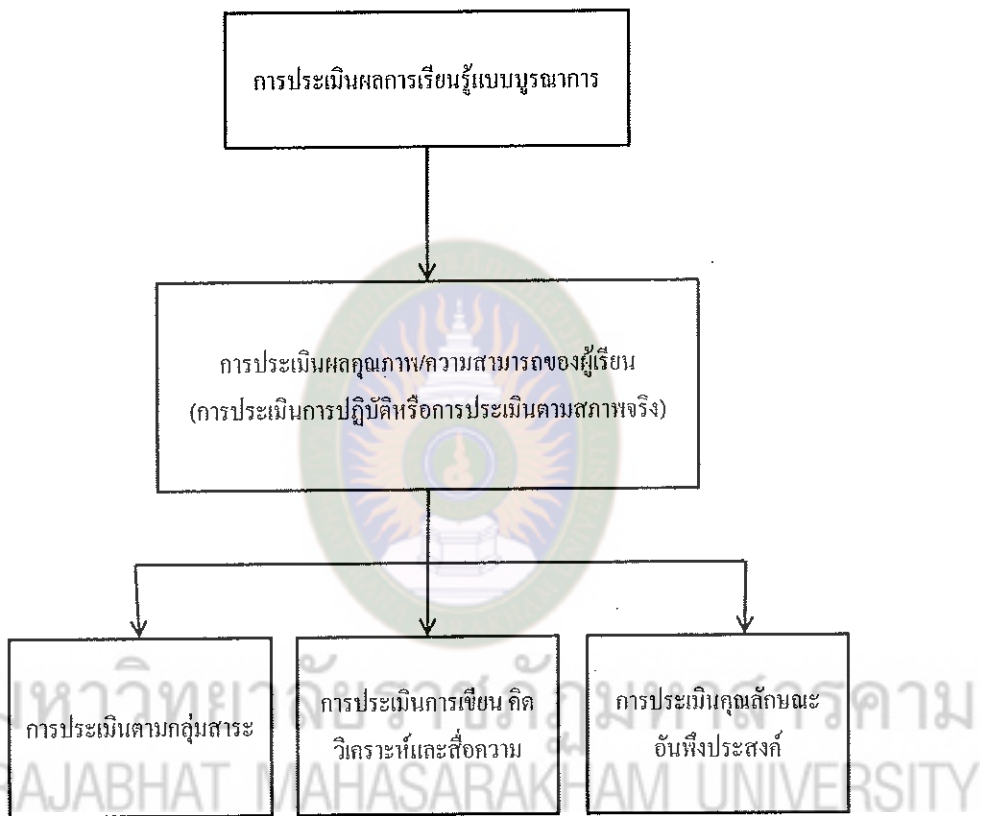 การประเมินผลการเรียนรู้แบบบูรณาการ
การประเมินผลคุณภาพ/ความสามารถของผู้เรียน
(การประเมินการปฏิบัติหรือการประเมินตามสภาพจริง)
การประเมินตามกลุ่มสาระ
การประเมินการเขียน คิด
วิเคราะห์และสื่อความ
การประเมินคุณลักษณะ
อันพึงประสงค์
มหาวิทยาลัยราชภัฏมหาสารคาม
RAJABHAT MAHASARAKHAM UNIVERSITY